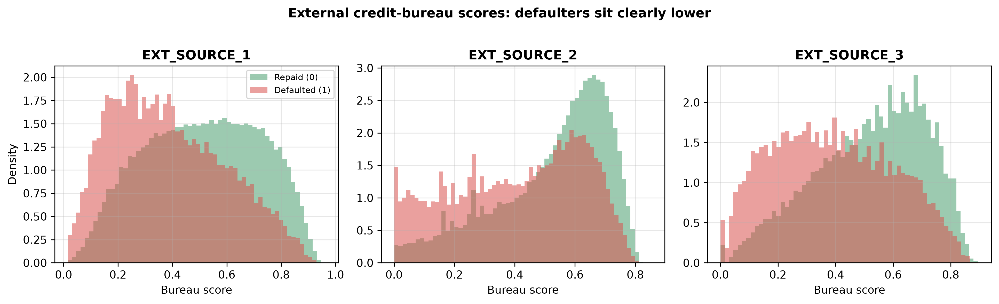 External credit-bureau scores: defaulters sit clearly lower
EXT_SOURCE_1
Repaid (0)
Defaulted (1)
Density
2.00
1.75
1.50
1.25
1.00
0.75
0.50
0.25
0.00
0.0 0.2 0.4 0.6 0.8 1.0
Bureau score
EXT_SOURCE_2
3.0
2.5
2.0
1.5
1.0
0.5
0.0
0.0 0.2 0.4 0.6 0.8
Bureau score
EXT_SOURCE_3
2.0
1.5
1.0
0.5
0.0
0.0 0.2 0.4 0.6 0.8
Bureau score